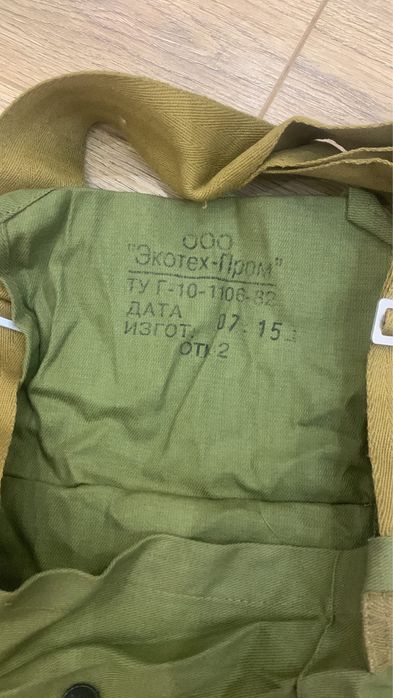 ООО
"Экотех-Пром"
ТУ Г-10-1106-82
ДАТА
ИЗГОТ. 07.15
ОТК-2